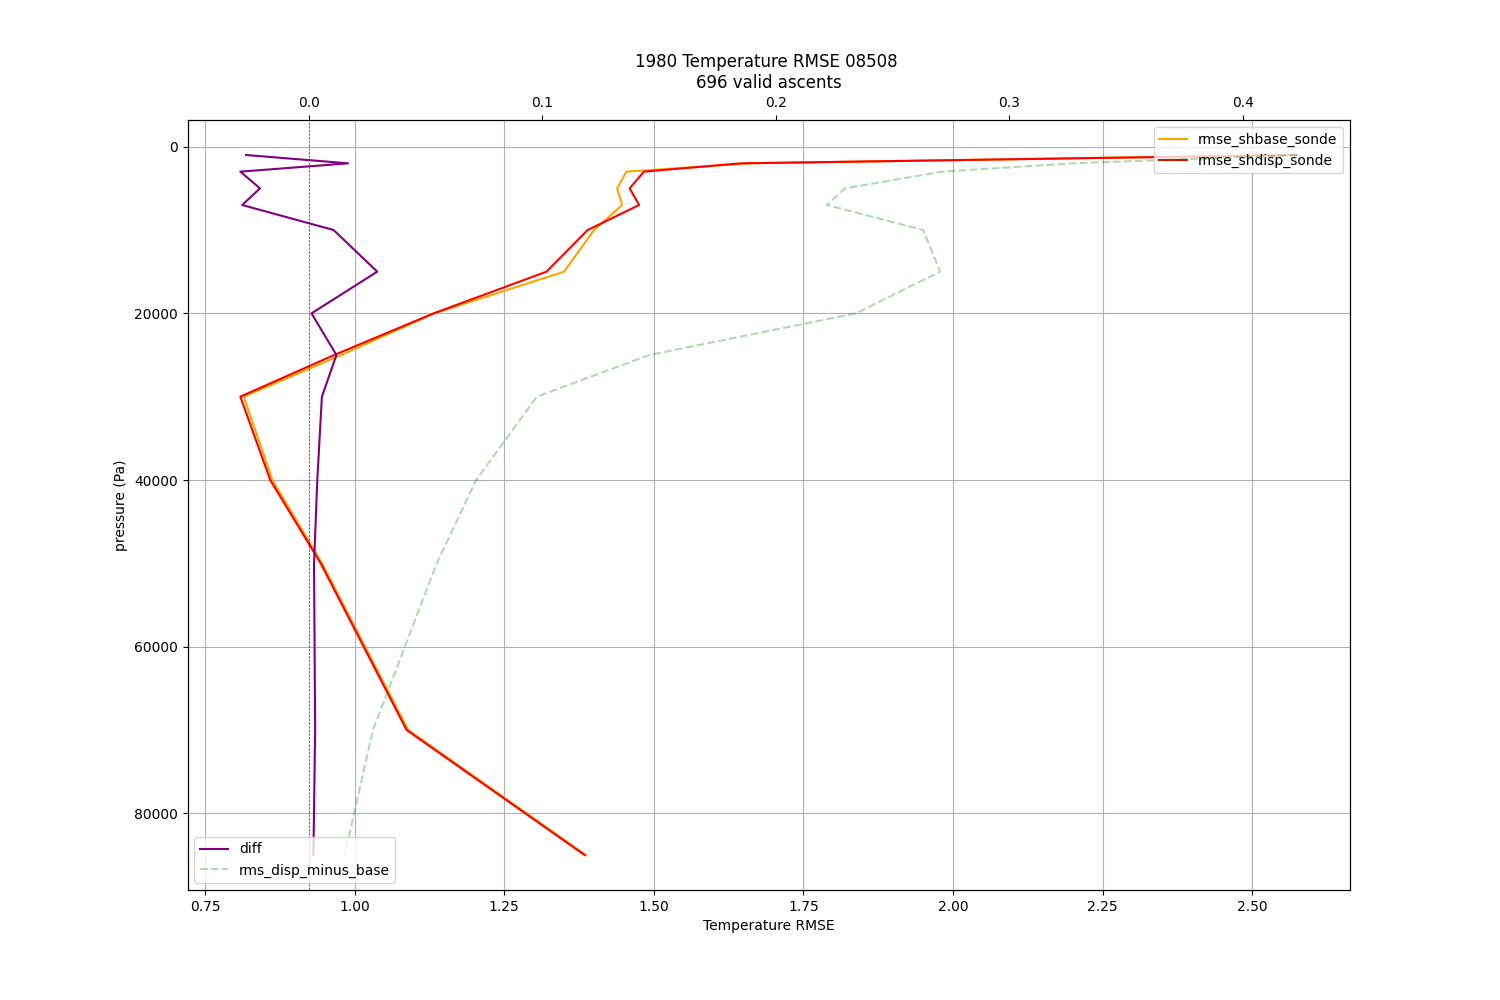 1980 Temperature RMSE 08508
696 valid ascents
0.0 0.1 0.2 0.3 0.4
rmse_shbase_sonde
rmse_shdisp_sonde
0
20000
40000
60000
80000
pressure (Pa)
diff
rms_disp_minus_base
0.75 1.00 1.25 1.50 1.75 2.00 2.25 2.50
Temperature RMSE